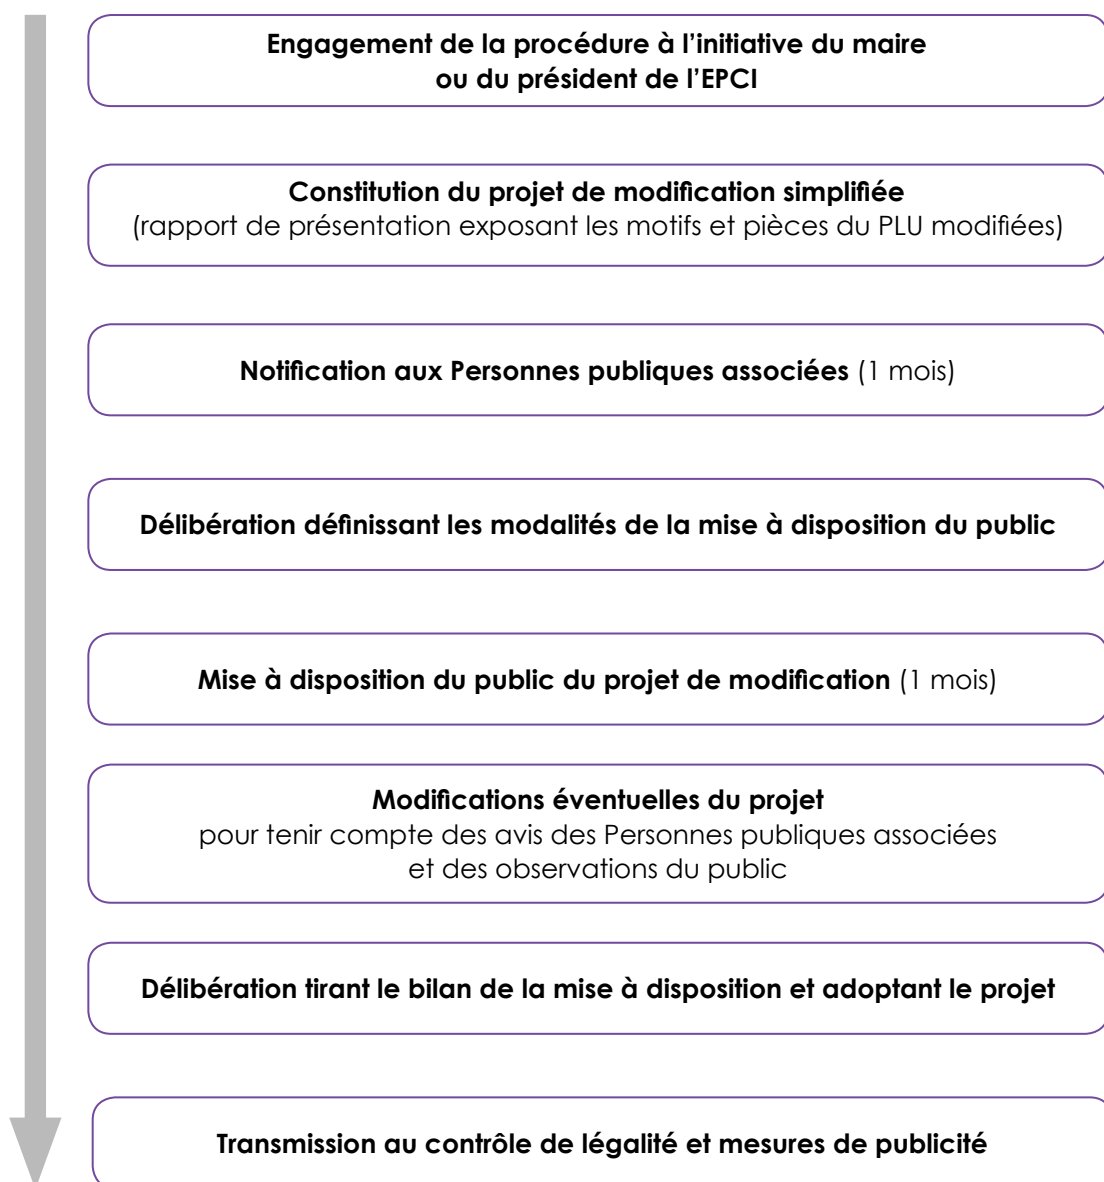 Engagement de la procédure à l’initiative du maire
ou du président de l’EPCI
Constitution du projet de modification simplifiée
(rapport de présentation exposant les motifs et pièces du PLU modifiées)
Notification aux Personnes publiques associées (1 mois)
Délibération définissant les modalités de la mise à disposition du public
Mise à disposition du public du projet de modification (1 mois)
Modifications éventuelles du projet
pour tenir compte des avis des Personnes publiques associées
et des observations du public
Délibération tirant le bilan de la mise à disposition et adoptant le projet
Transmission au contrôle de légalité et mesures de publicité